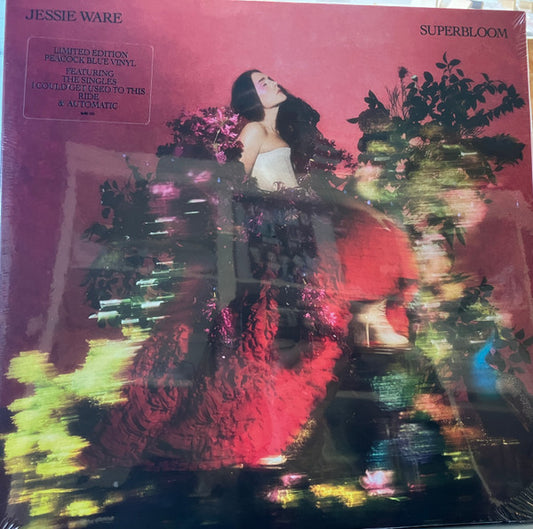 JESSIE WARE
SUPERBLOOM
LIMITED EDITION
PEACOCK BLUE VINYL
FEATURING
THE SINGLES
I COULD GET USED TO THIS
RIDE
& AUTOMATIC